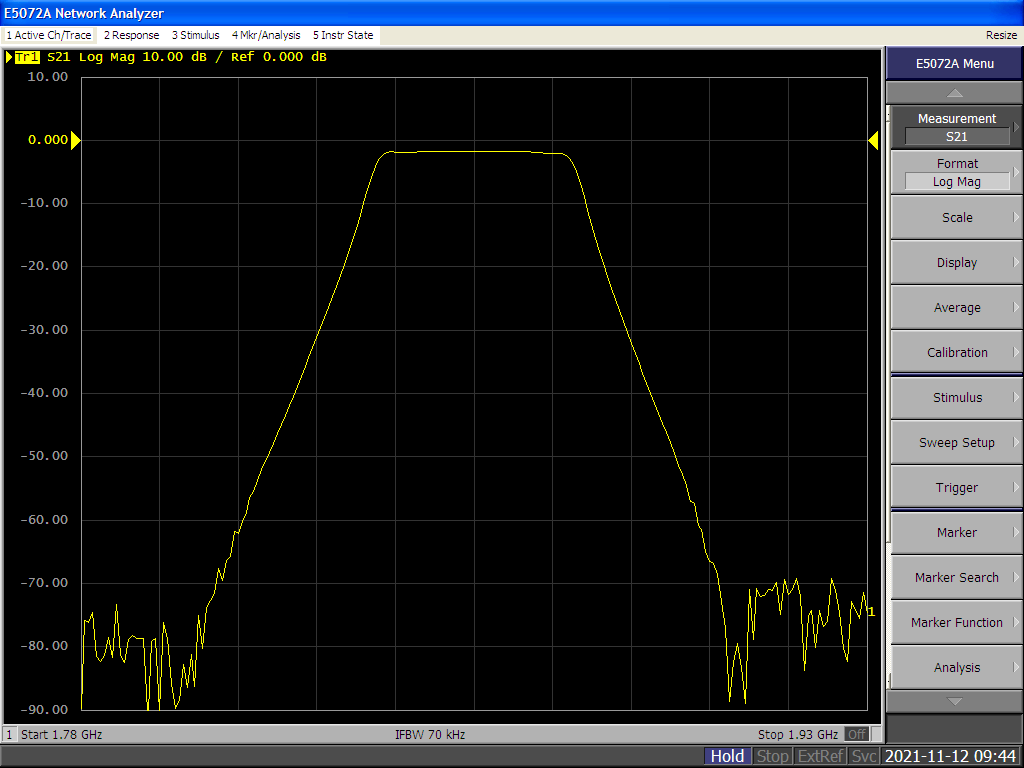 E5072A Network Analyzer
1 Active Ch/Trace 2 Response 3 Stimulus 4 Mkr/Analysis 5 Instr State Resize
Tr1 S21 Log Mag 10.00 dB / Ref 0.000 dB
10.00
0.000
-10.00
-20.00
-30.00
-40.00
-50.00
-60.00
-70.00
-80.00
-90.00
1
E5072A Menu
Measurement
S21
Format
Log Mag
Scale
Display
Average
Calibration
Stimulus
Sweep Setup
Trigger
Marker
Marker Search
Marker Function
Analysis
1 Start 1.78 GHz IFBW 70 kHz Stop 1.93 GHz Off
Hold Stop ExtRef Svc 2021-11-12 09:44